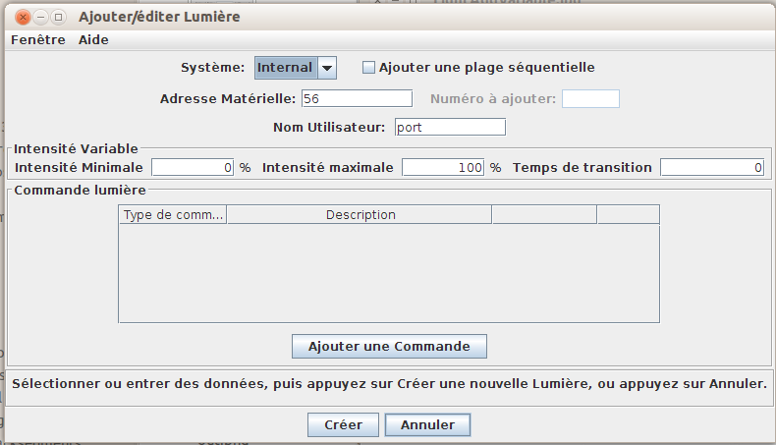 Ajouter/éditer Lumière
Fenêtre Aide
Système: Internal Ajouter une plage séquentielle
Adresse Matérielle: 56 Numéro à ajouter:
Nom Utilisateur: port
Intensité Variable
Intensité Minimale 0 % Intensité maximale 100 % Temps de transition 0
Commande lumière
Type de comm... Description
Ajouter une Commande
Sélectionner ou entrer des données, puis appuyez sur Créer une nouvelle Lumière, ou appuyez sur Annuler.
Créer Annuler